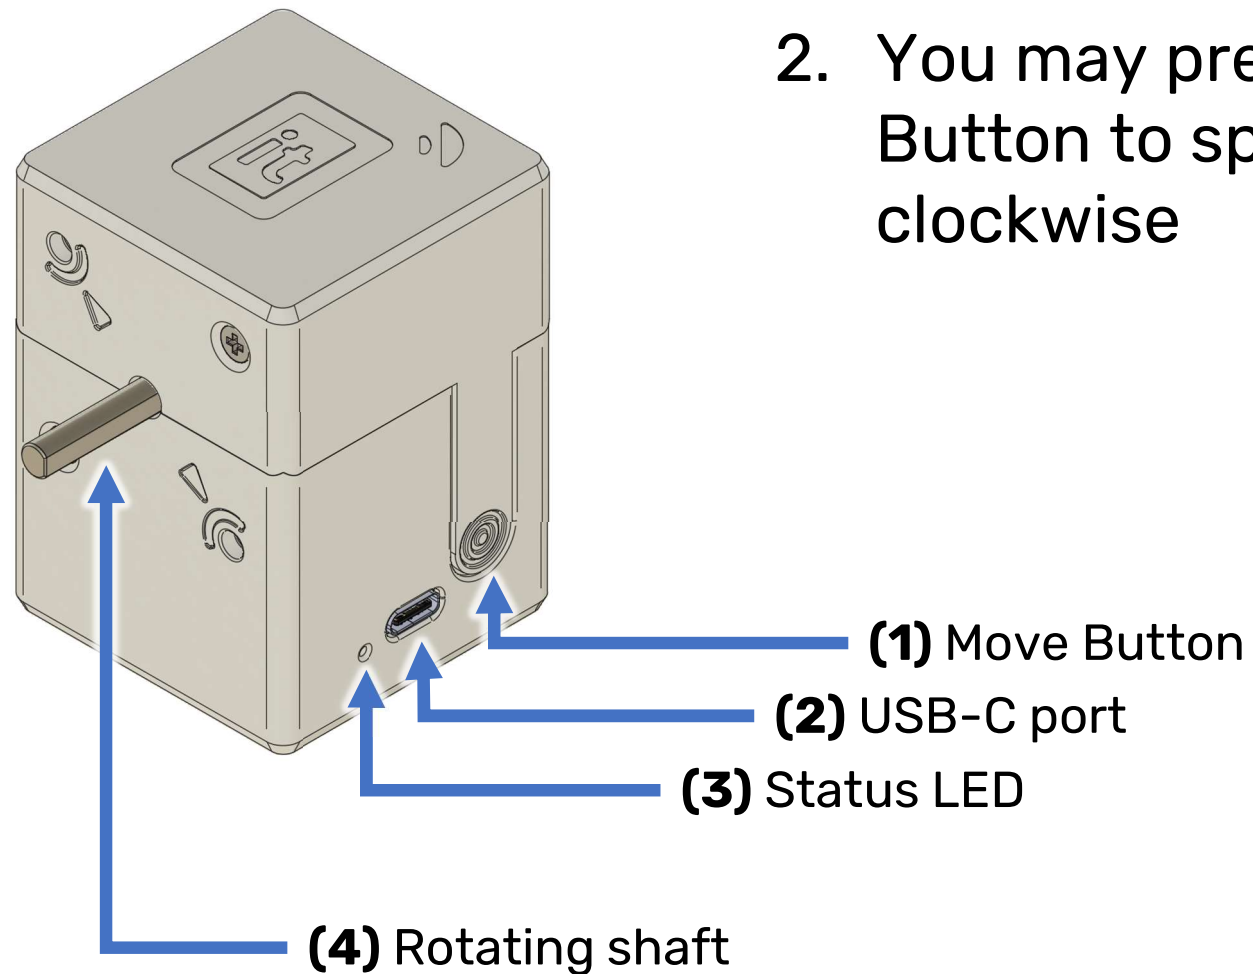 2. You may pre
Button to sp
clockwise
it
(1) Move Button
(2) USB-C port
(3) Status LED
(4) Rotating shaft